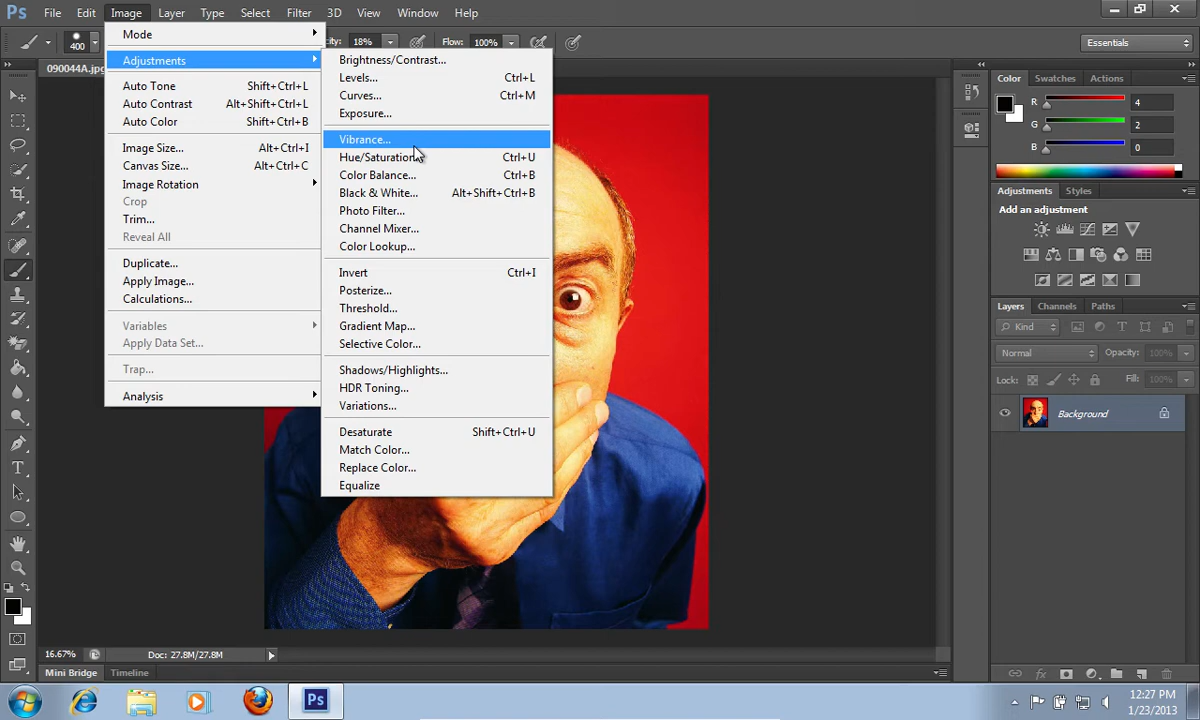 Ps File Edit Image Layer Type Select Filter 3D View Window Help
400 city: 18% Flow: 100% Essentials
090044A.jpg
Mode
Adjustments
Auto Tone Shift+Ctrl+L
Auto Contrast Alt+Shift+Ctrl+L
Auto Color Shift+Ctrl+B
Image Size... Alt+Ctrl+I
Canvas Size... Alt+Ctrl+C
Image Rotation
Crop
Trim...
Reveal All
Duplicate...
Apply Image...
Calculations...
Variables
Apply Data Set...
Trap...
Analysis
Brightness/Contrast...
Levels... Ctrl+L
Curves... Ctrl+M
Exposure...
Vibrance...
Hue/Saturation Ctrl+U
Color Balance... Ctrl+B
Black & White... Alt+Shift+Ctrl+B
Photo Filter...
Channel Mixer...
Color Lookup...
Invert Ctrl+I
Posterize...
Threshold...
Gradient Map...
Selective Color...
Shadows/Highlights...
HDR Toning...
Variations...
Desaturate Shift+Ctrl+U
Match Color...
Replace Color...
Equalize
Color Swatches Actions
R 4
G 2
B 0
Adjustments Styles
Add an adjustment
Layers Channels Paths
Kind
Normal Opacity: 100%
Lock: Fill: 100%
Background
16.67% Doc: 27.8M/27.8M
Mini Bridge Timeline
Ps
12:27 PM
1/23/2013